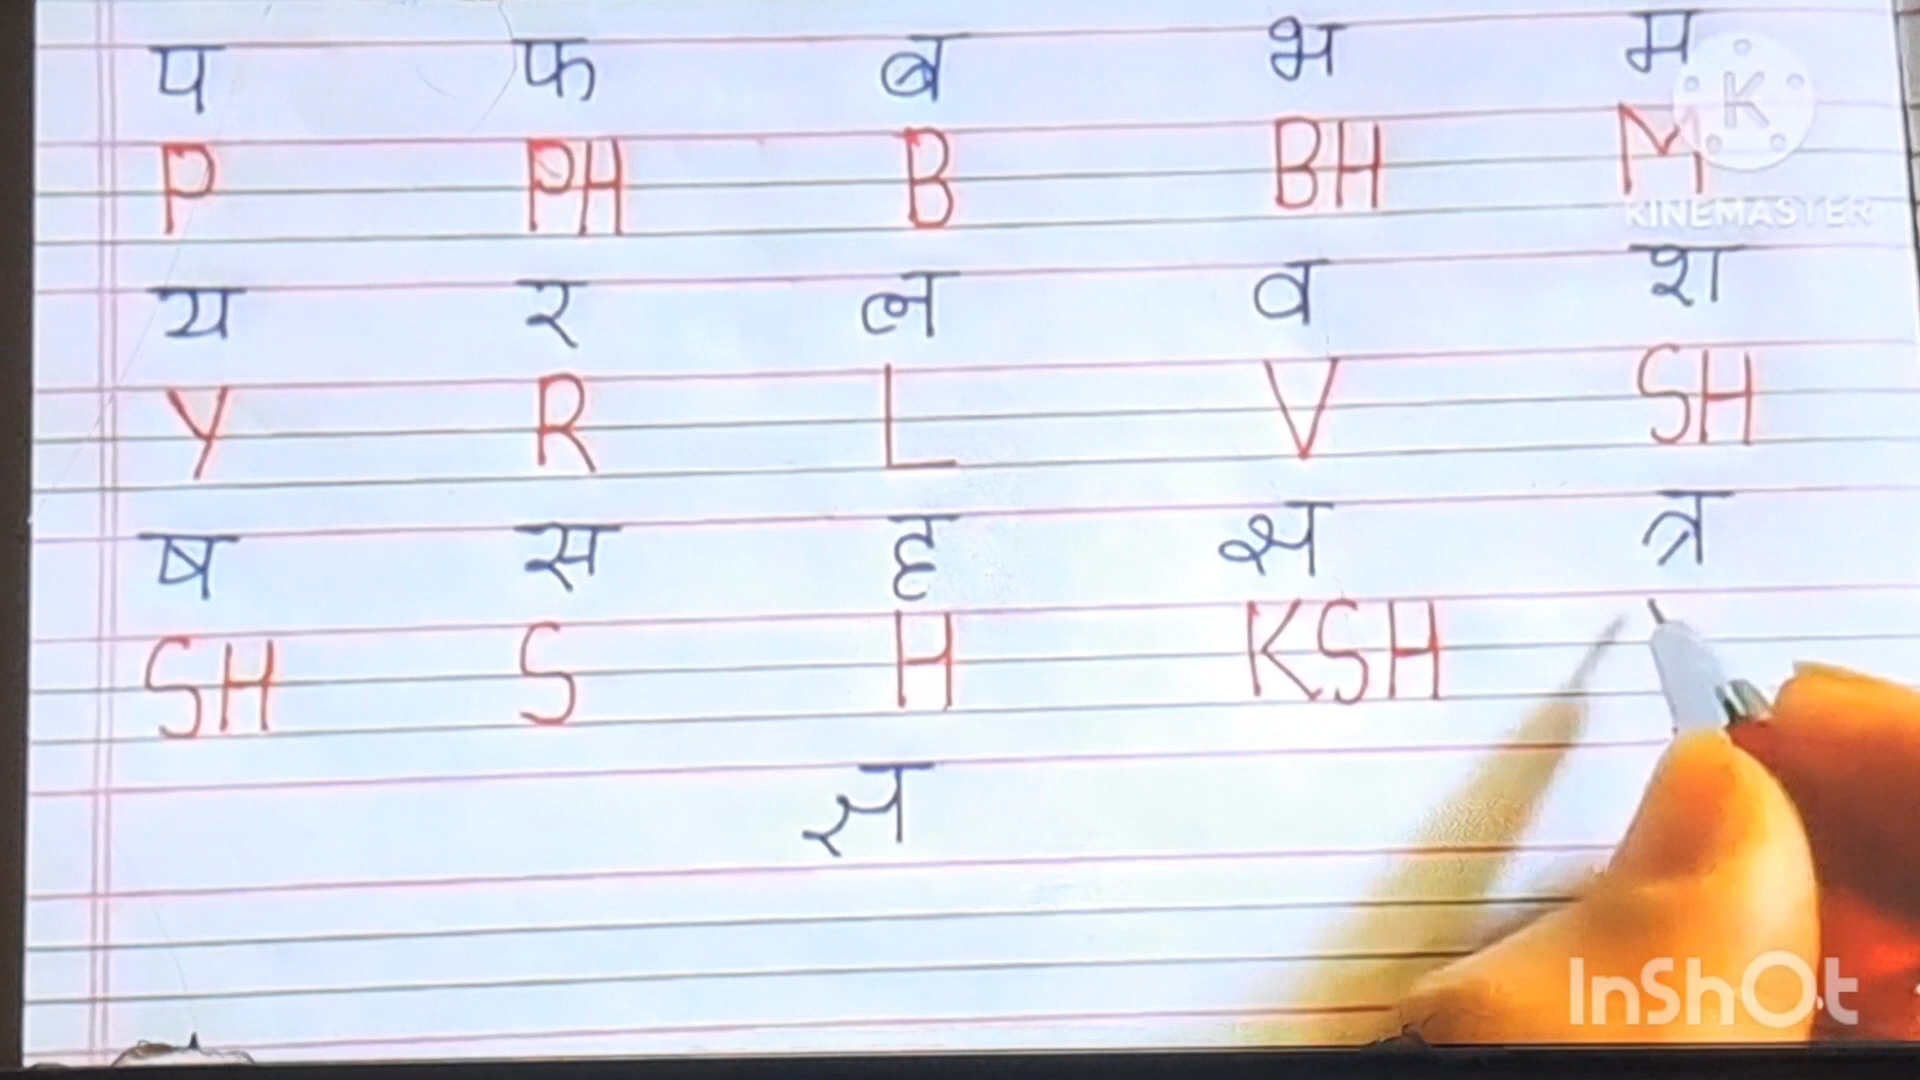 प फ ब भ म
P PH B BH M
KINEMASTER
य र ल व श
Y R L V SH
ष स ह क्ष त्र
SH S H KSH
InShOt